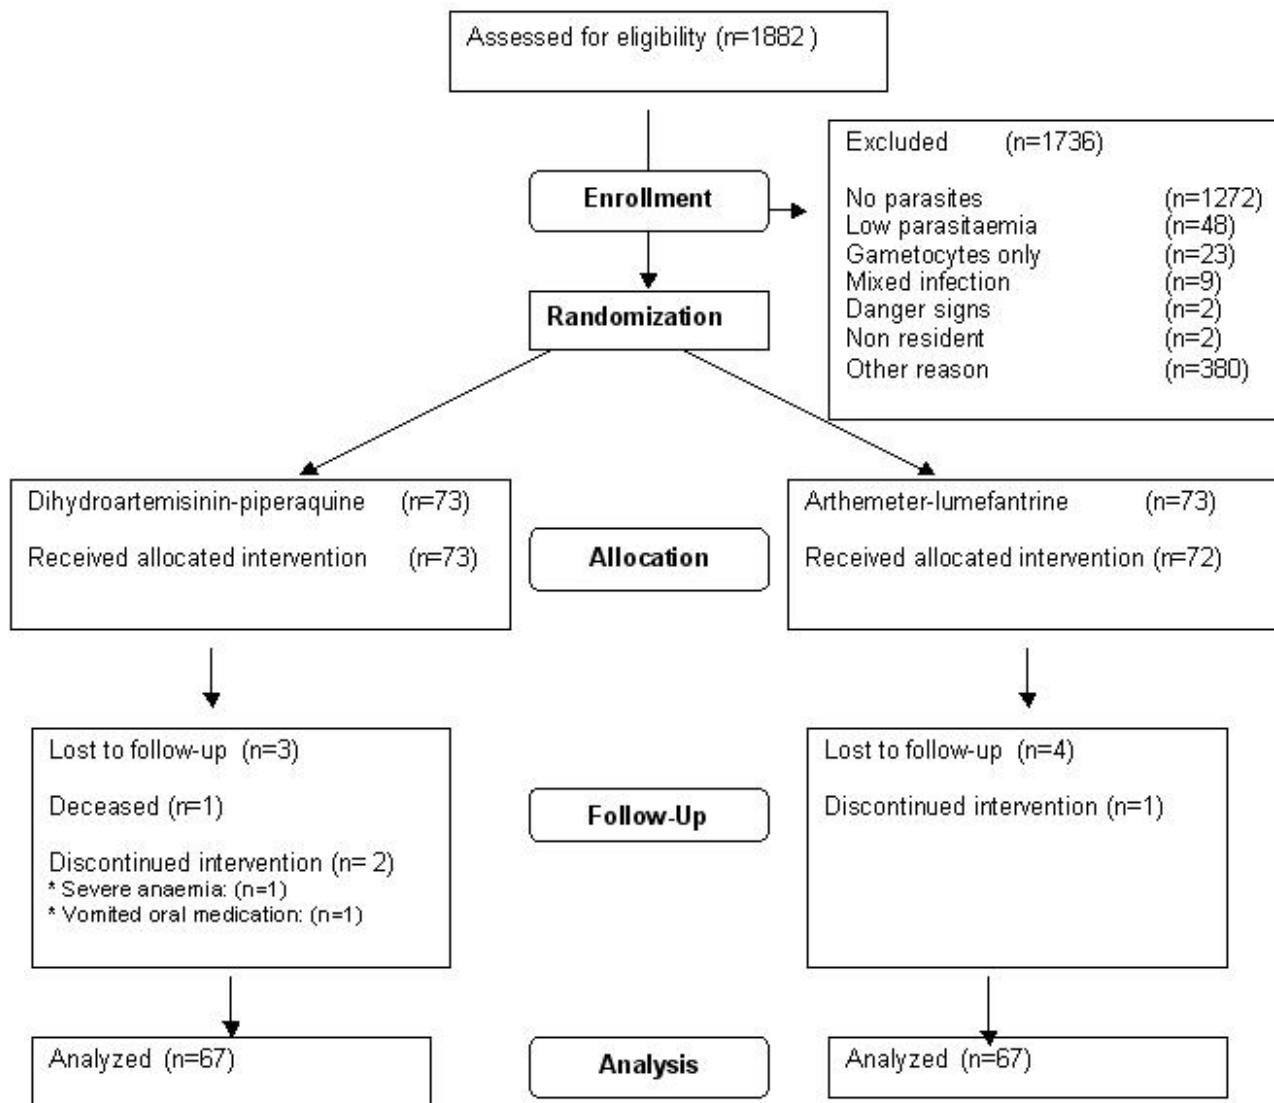 Assessed for eligibility (n=1882 )
Enrollment
Excluded (n=1736)
No parasites (n=1272)
Low parasitaemia (n=48)
Gametocytes only (n=23)
Mixed infection (n=9)
Danger signs (n=2)
Non resident (n=2)
Other reason (n=380)
Randomization
Dihydroartemisinin-piperaquine (n=73)
Received allocated intervention (n=73)
Allocation
Arthemeter-lumefantrine (n=73)
Received allocated intervention (n=72)
Lost to follow-up (n=3)
Deceased (n=1)
Discontinued intervention (n= 2)
* Severe anaemia: (n=1)
* Vomited oral medication: (n=1)
Follow-Up
Lost to follow-up (n=4)
Discontinued intervention (n=1)
Analyzed (n=67)
Analysis
Analyzed (n=67)